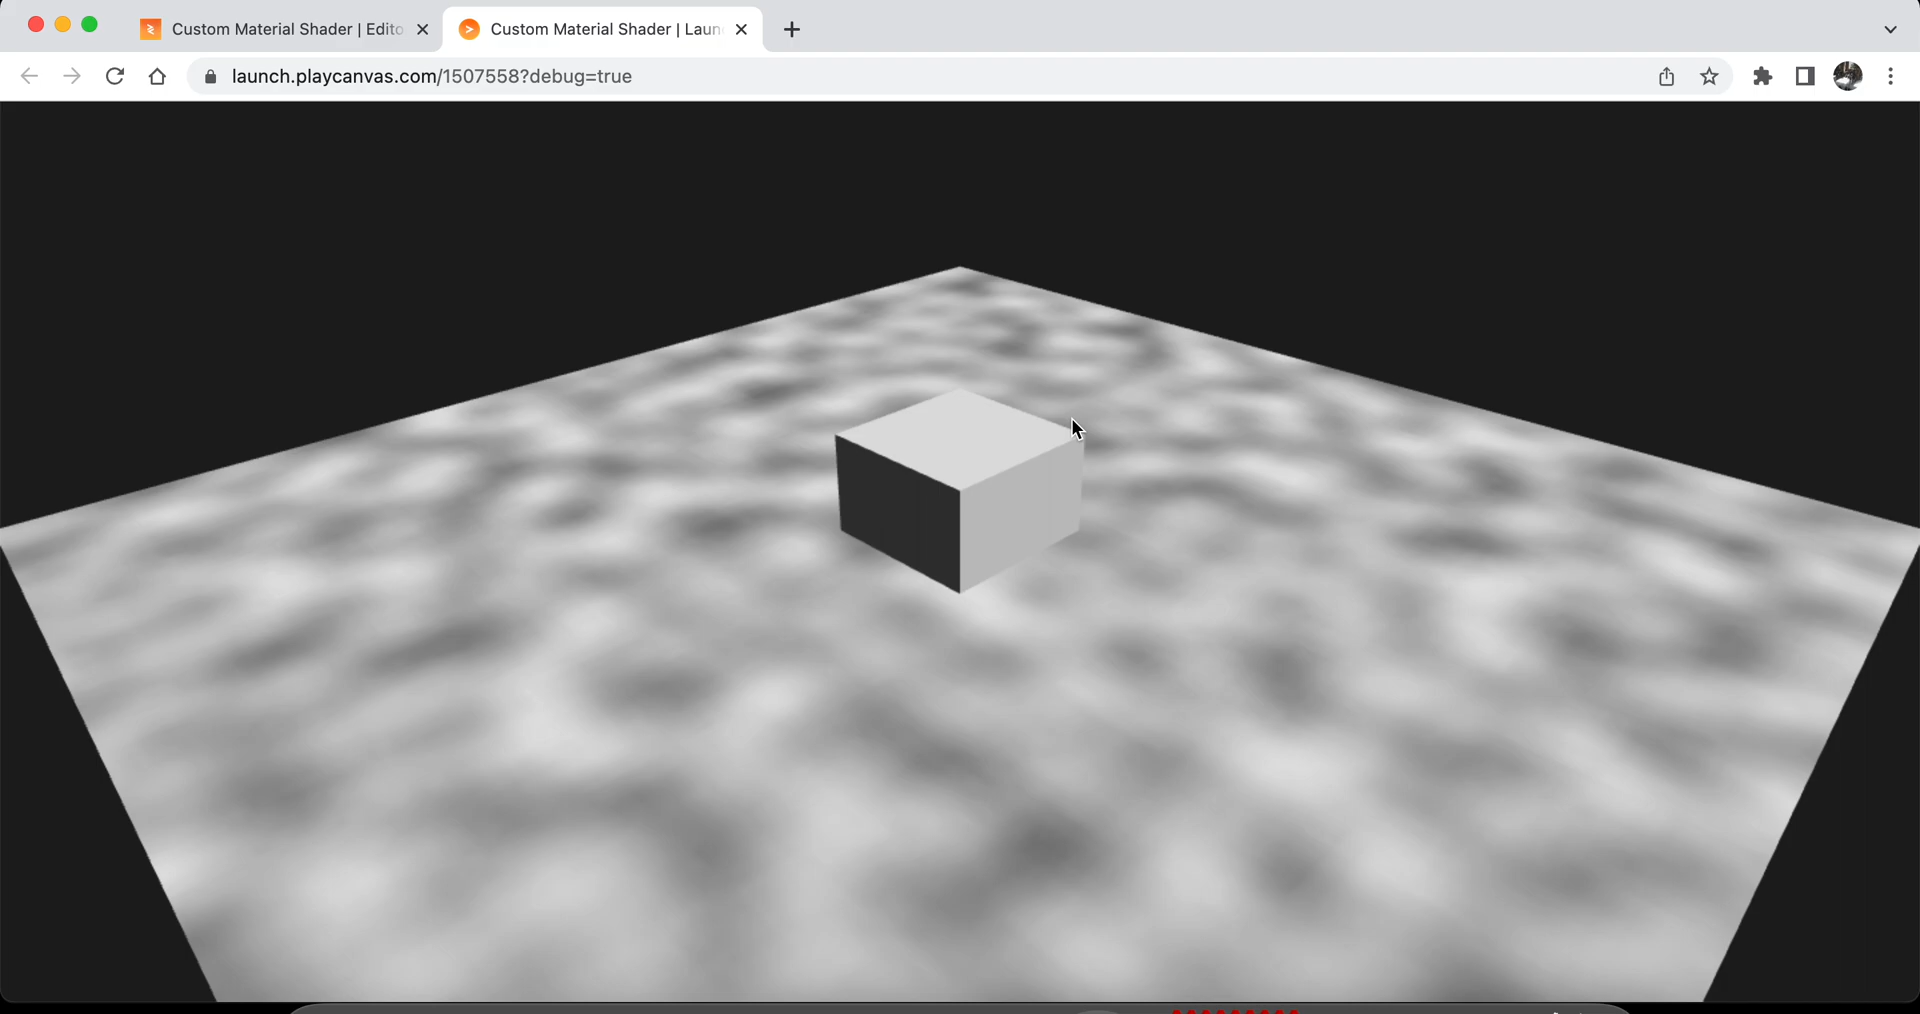 Custom Material Shader | Edito
Custom Material Shader | Laun
launch.playcanvas.com/1507558?debug=true